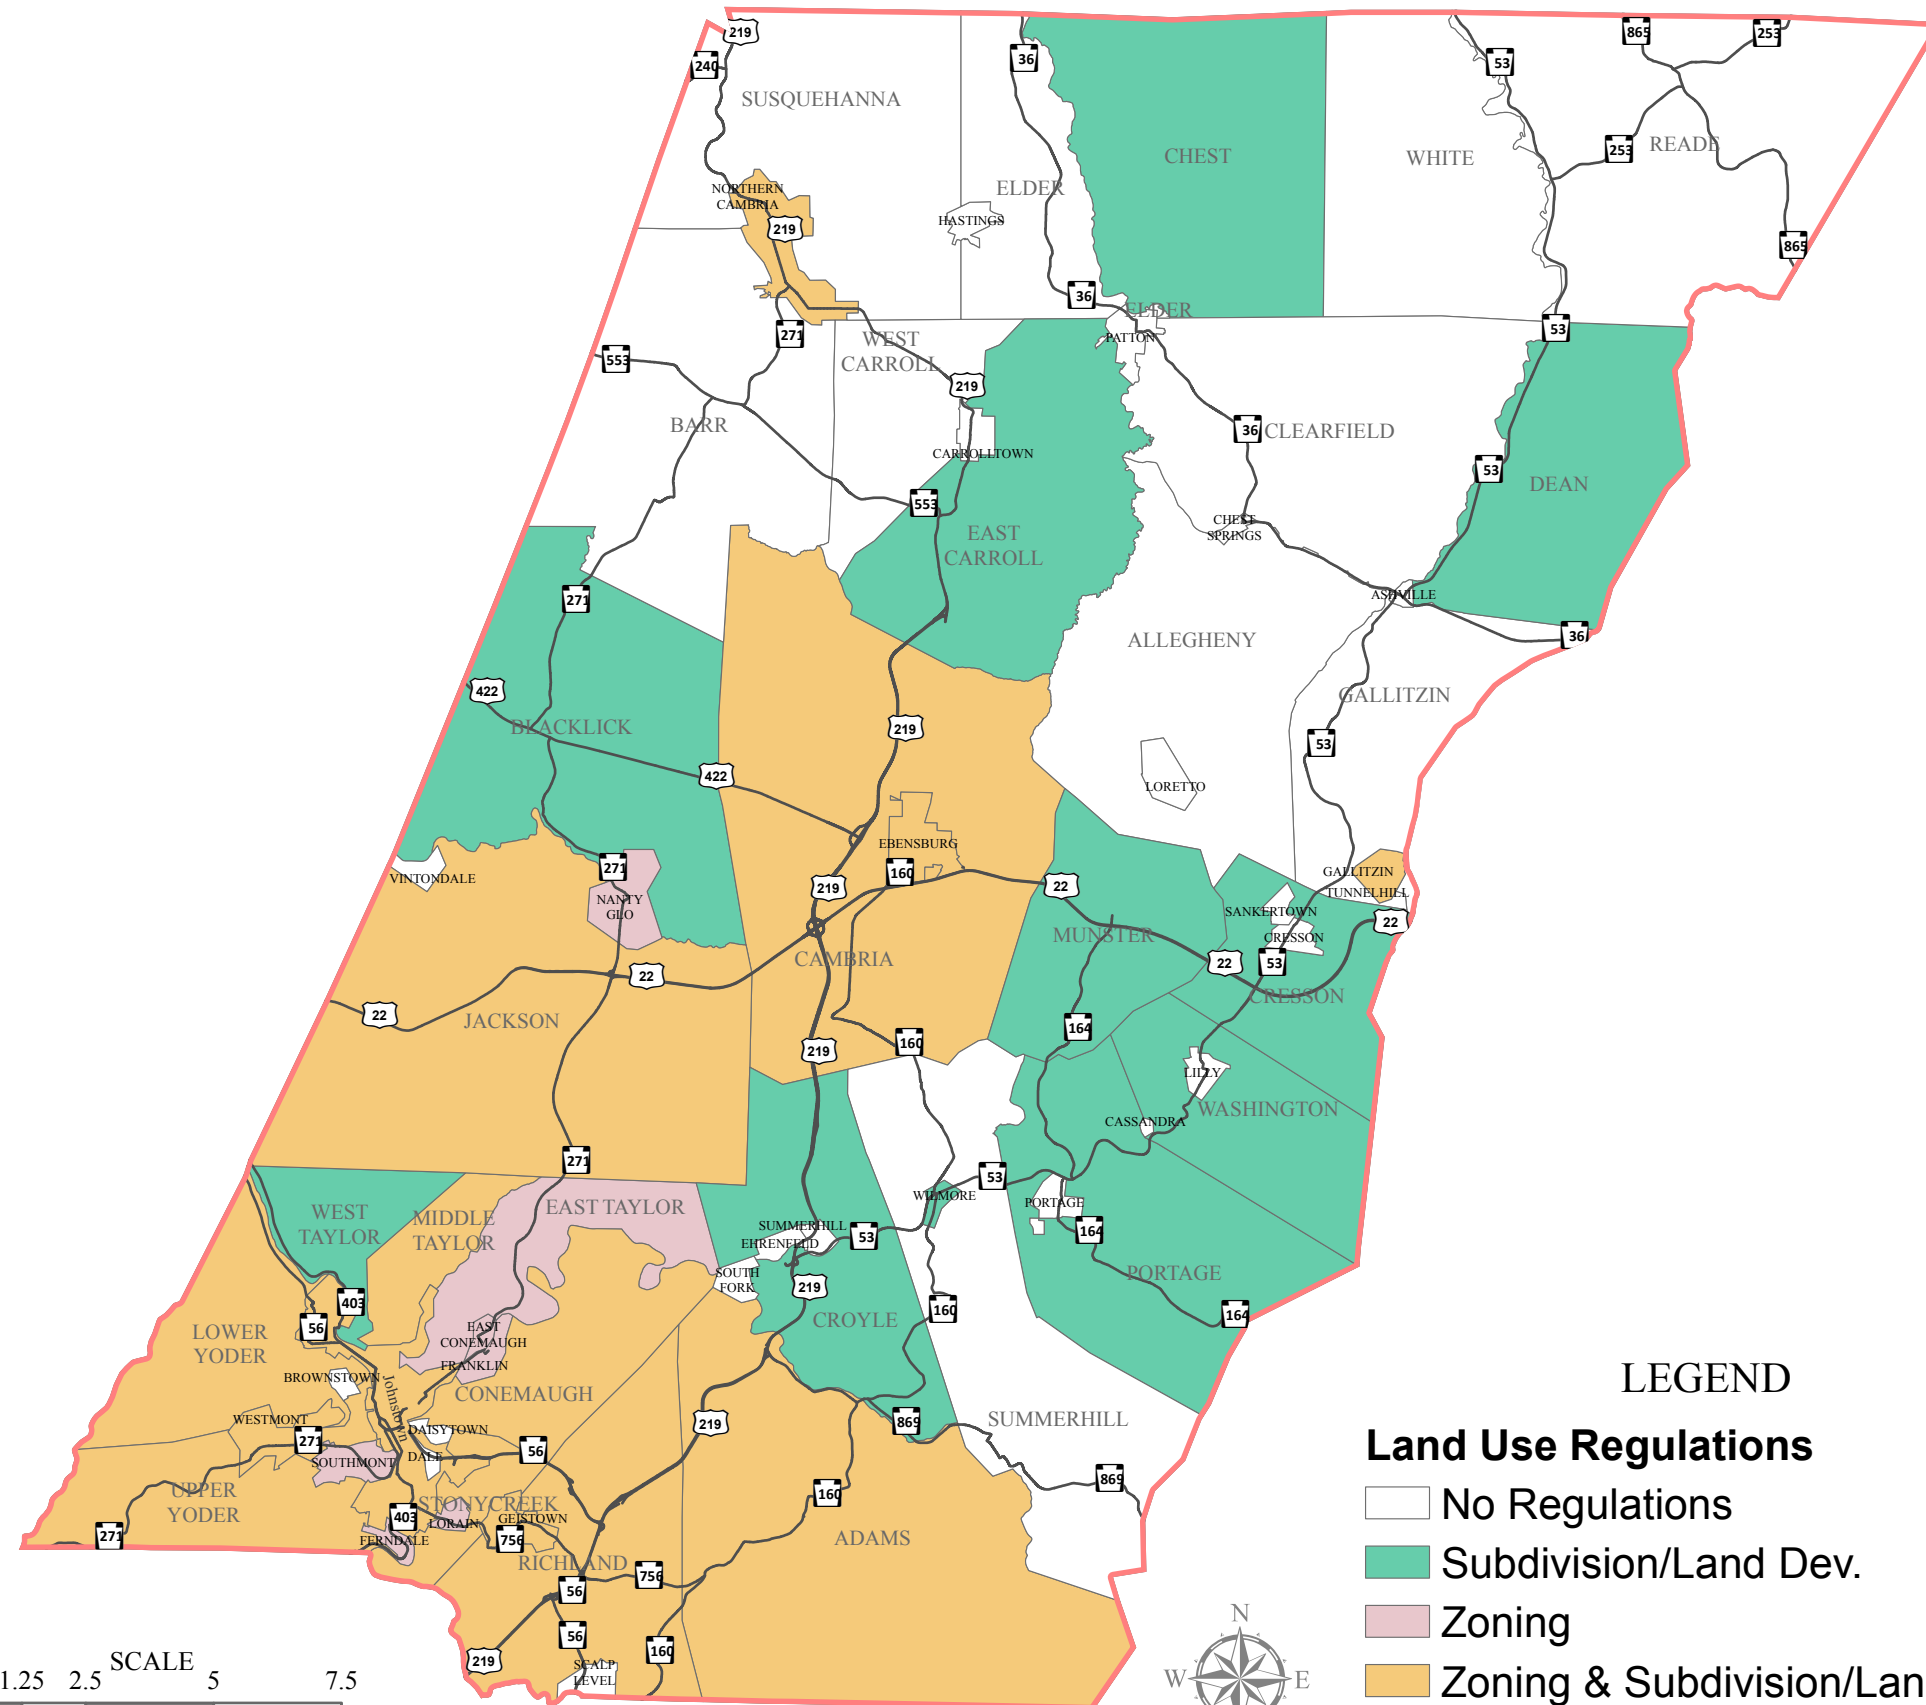 219
240
36
53
865
253
SUSQUEHANNA
CHEST
WHITE
253
READE
NORTHERN
CAMBRIA
ELDER
HASTINGS
219
865
36
ELDER
271
WEST
CARROLL
PATTON
53
553
219
BARR
36
CLEARFIELD
CARROLLTOWN
53
DEAN
553
EAST
CARROLL
CHEST
SPRINGS
271
ASHVILLE
36
ALLEGHENY
422
GALLITZIN
BLACKLICK
219
53
422
LORETTO
EBENSBURG
271
160
GALLITZIN
VINTONDALE
219
22
TUNNELHILL
NANTY
GLO
SANKERTOWN
22
MUNSTER
CRESSON
CAMBRIA
22
53
22
CRESSON
22
JACKSON
164
219
160
LILLY
WASHINGTON
CASSANDRA
271
53
WILMORE
PORTAGE
EAST TAYLOR
WEST
TAYLOR
MIDDLE
TAYLOR
SUMMERHILL
53
164
EHRENFELD
SOUTH
FORK
PORTAGE
219
403
160
164
56
CROYLE
LOWER
YODER
EAST
CONEMAUGH
FRANKLIN
BROWNSTOWN
Johnstown
CONEMAUGH
LEGEND
WESTMONT
219
869
SUMMERHILL
DAISYTOWN
271
56
Land Use Regulations
SOUTHMONT
DALE
869
UPPER
YODER
160
No Regulations
STONYCREEK
403
LORAIN
GEISTOWN
271
FERNDALE
756
ADAMS
RICHLAND
Subdivision/Land Dev.
756
56
N
Zoning
56
160
SCALE
219
SCALP
LEVEL
W
E
1.25 2.5 5 7.5
Zoning & Subdivision/Lan